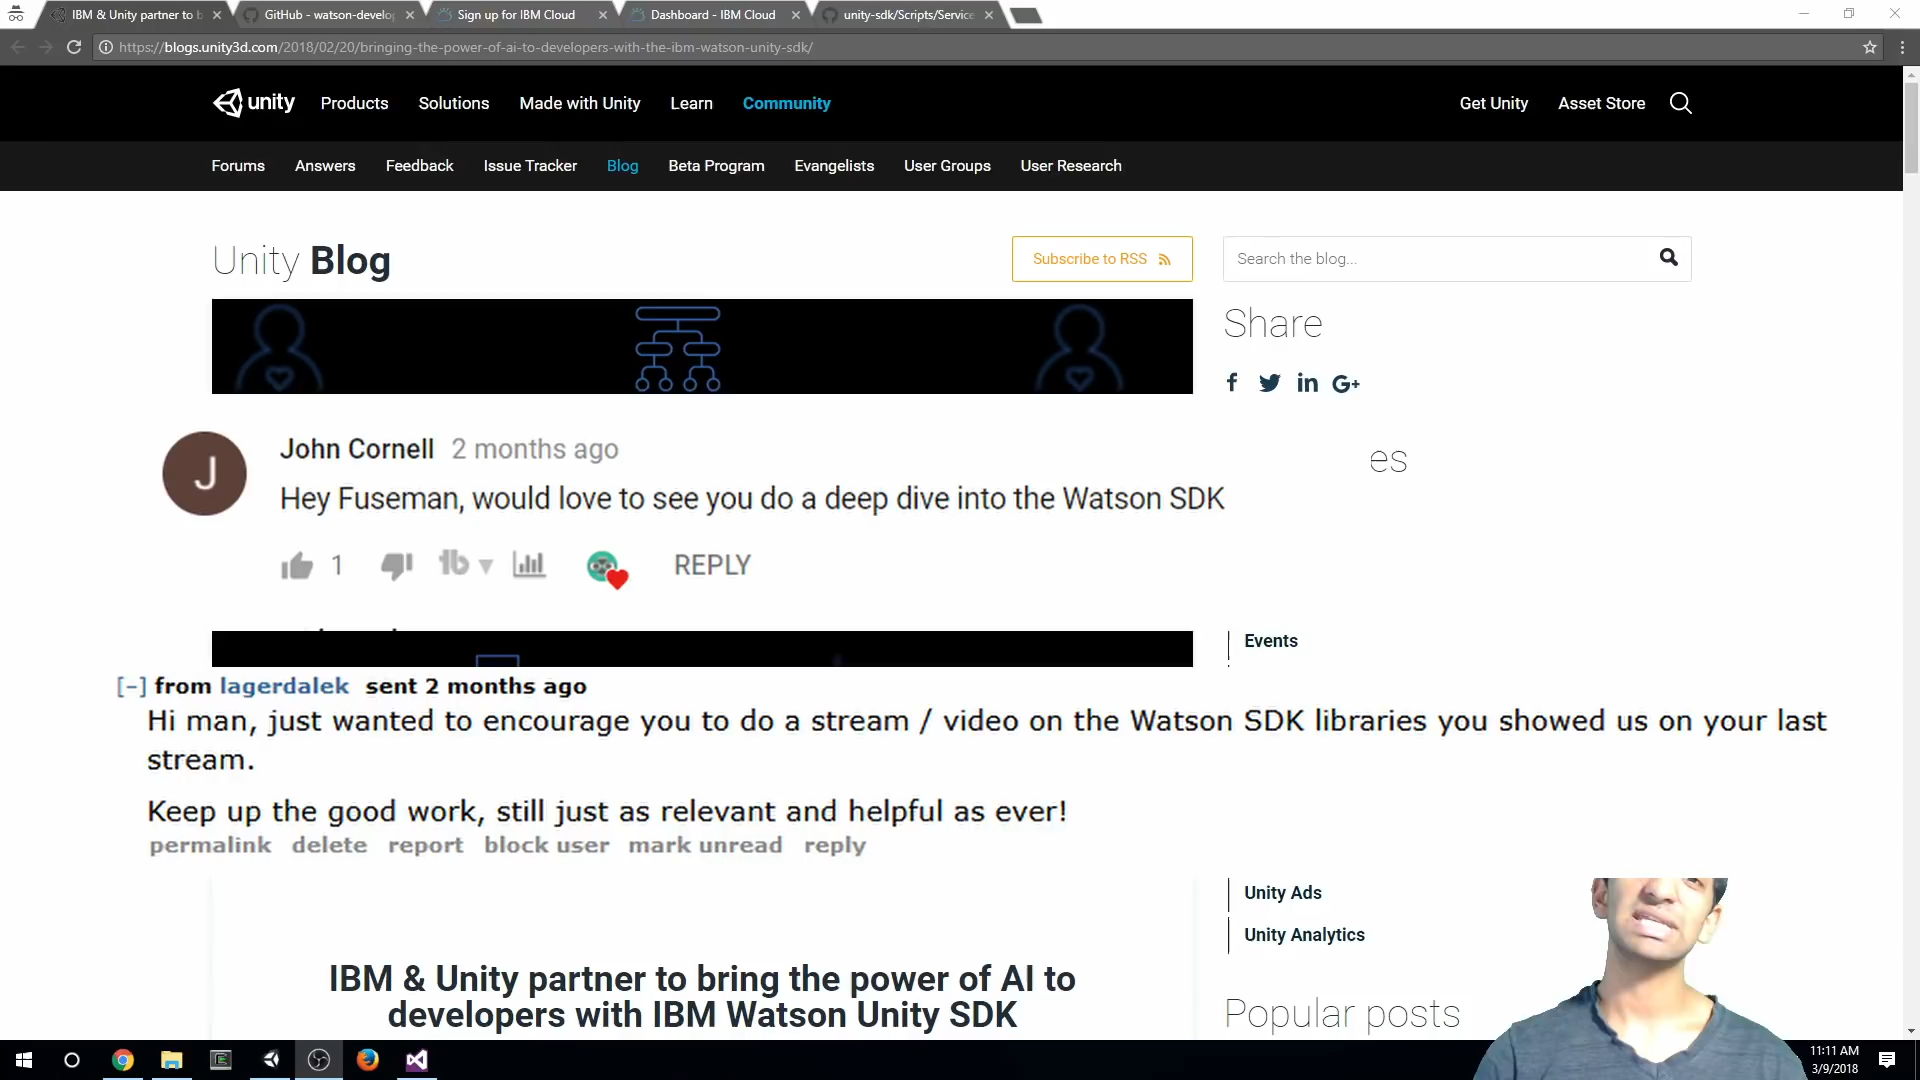 IBM & Unity partner to b
GitHub - watson-develo
Sign up for IBM Cloud
Dashboard - IBM Cloud
unity-sdk/Scripts/Service
https://blogs.unity3d.com/2018/02/20/bringing-the-power-of-ai-to-developers-with-the-ibm-watson-unity-sdk/
unity Products Solutions Made with Unity Learn Community Get Unity Asset Store
Forums Answers Feedback Issue Tracker Blog Beta Program Evangelists User Groups User Research
Unity Blog
Subscribe to RSS
Search the blog...
Share
f in G+
J
John Cornell 2 months ago
es
Hey Fuseman, would love to see you do a deep dive into the Watson SDK
1 tb REPLY
Events
[-] from lagerdalek sent 2 months ago
Hi man, just wanted to encourage you to do a stream / video on the Watson SDK libraries you showed us on your last
stream.
Keep up the good work, still just as relevant and helpful as ever!
permalink delete report block user mark unread reply
Unity Ads
Unity Analytics
IBM & Unity partner to bring the power of AI to
developers with IBM Watson Unity SDK
Popular posts
11:11 AM
3/9/2018